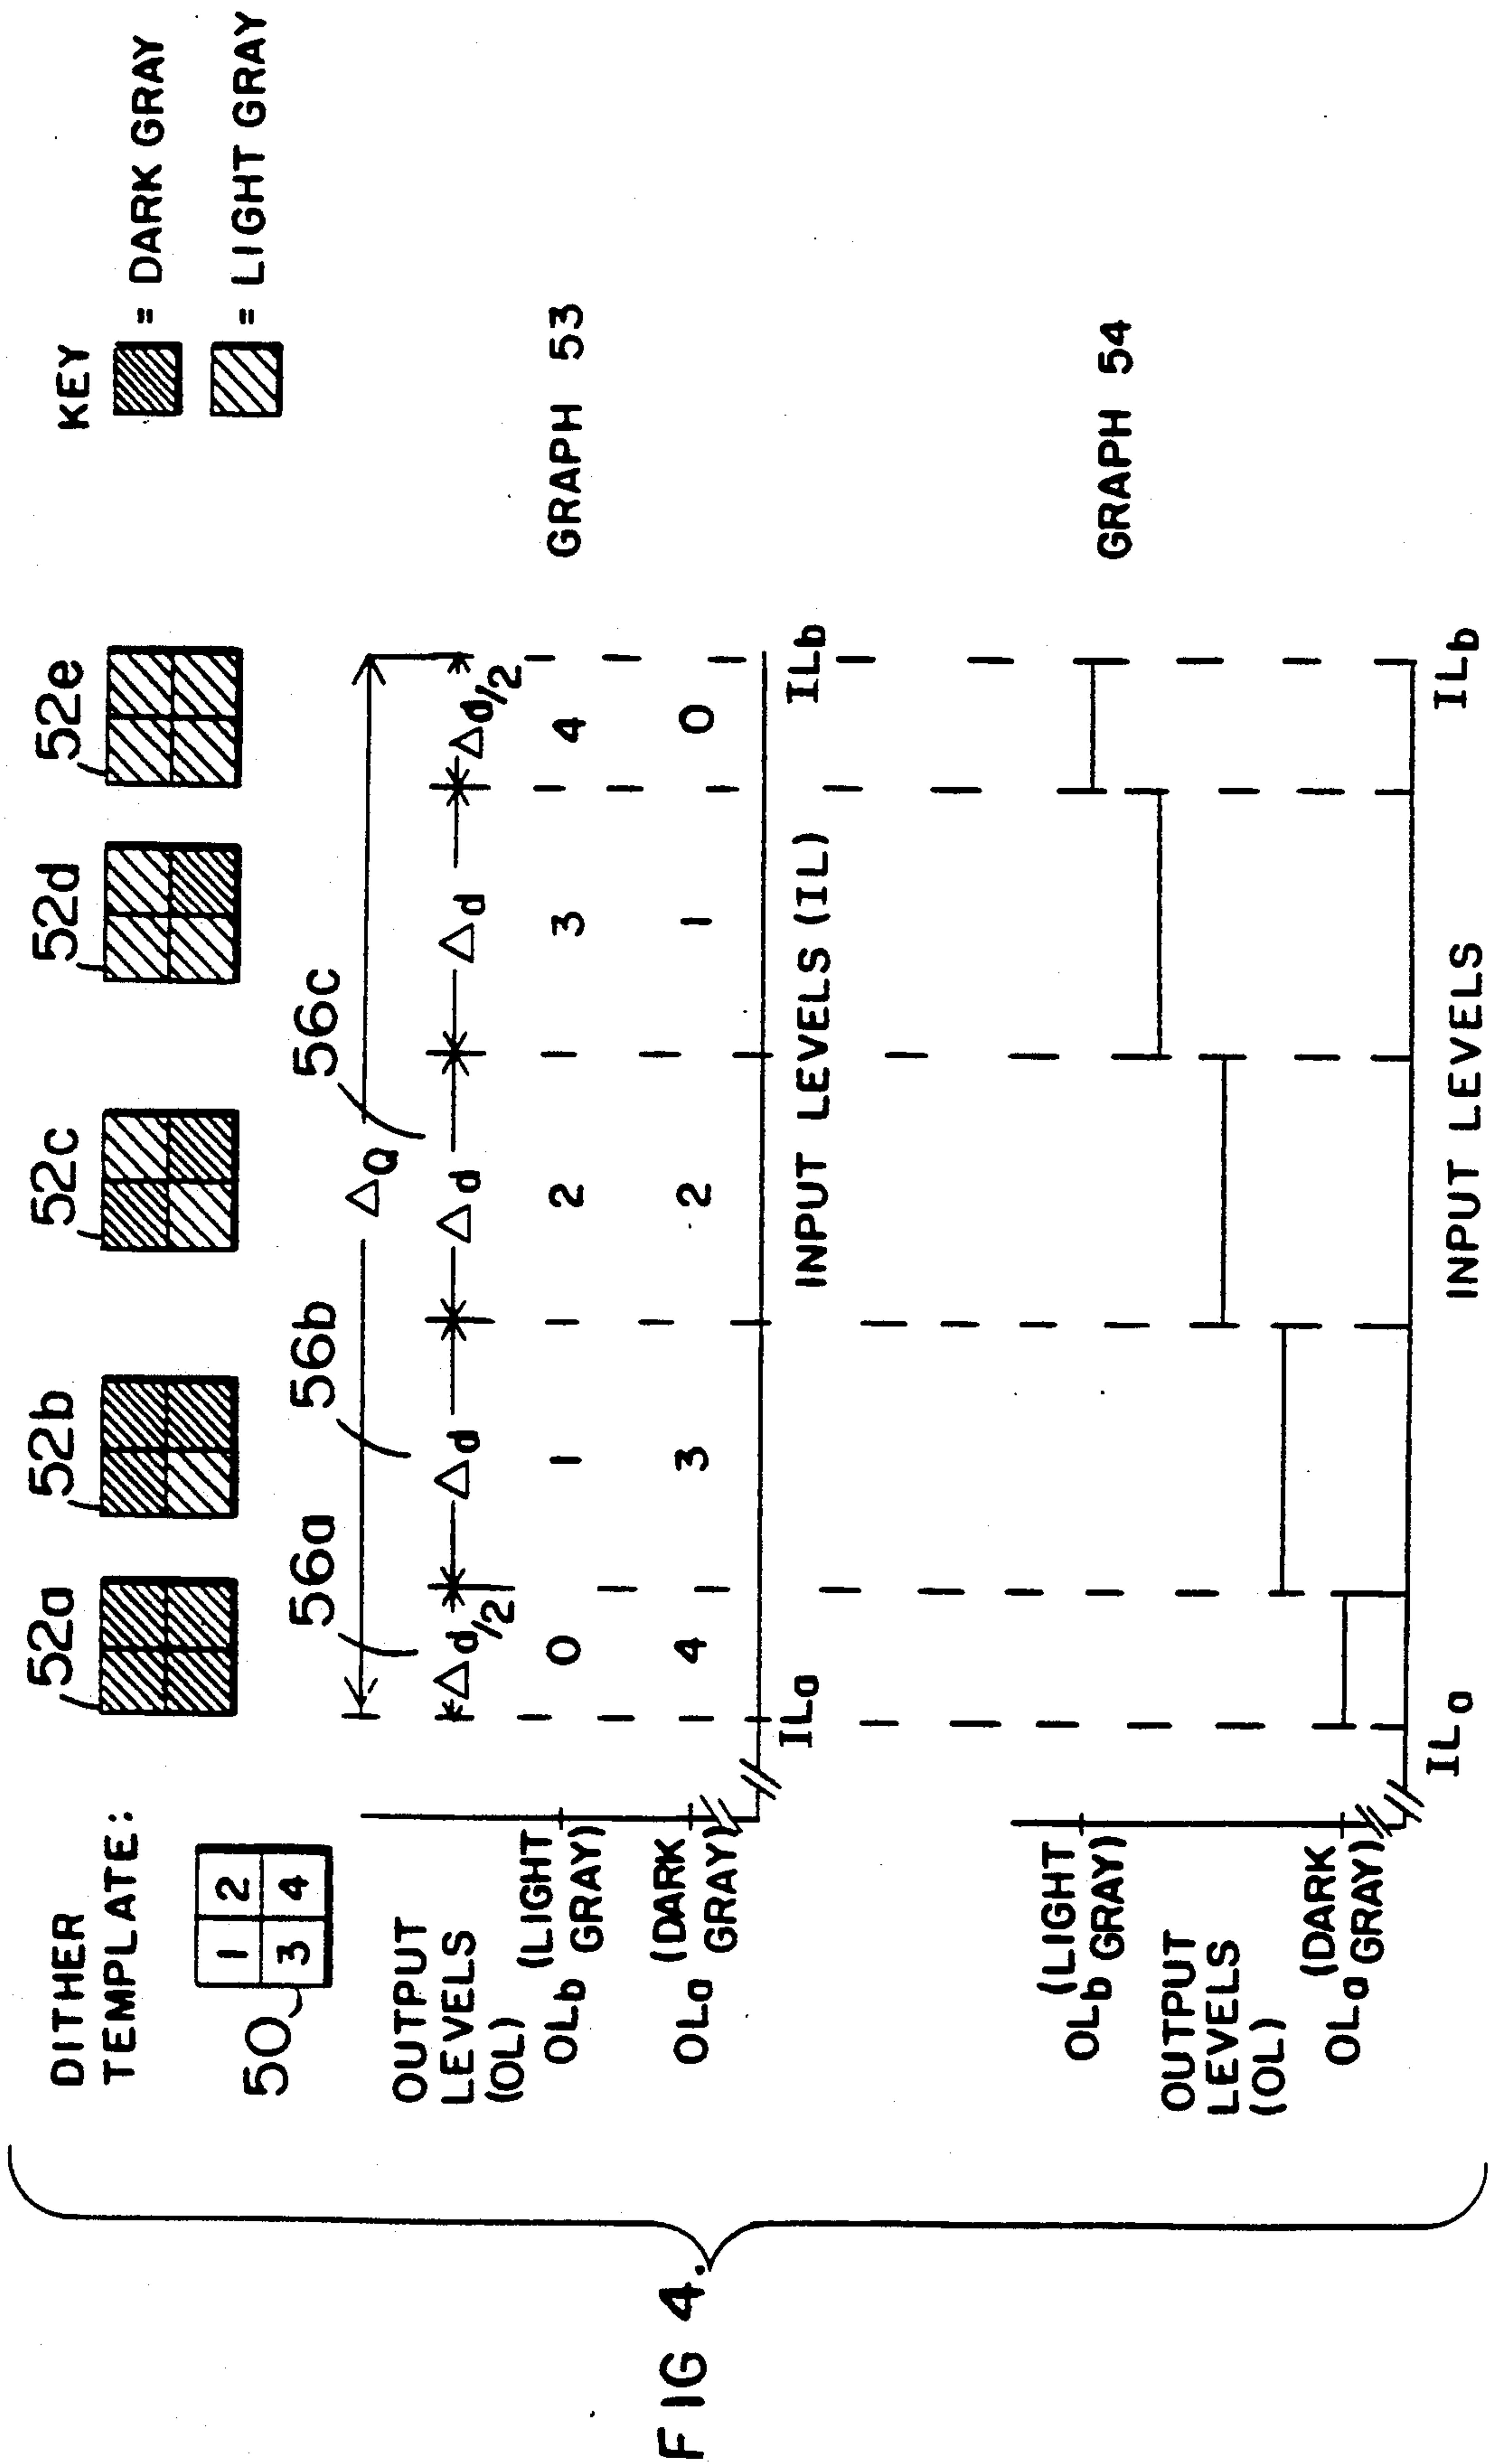 DITHER
TEMPLATE:
1 2
3 4
50
52a 52b 52c 52d 52e
KEY
= DARK GRAY
= LIGHT GRAY
56a 56b 56c
ΔQ
Δd/2 Δd Δd Δd Δd/2
OUTPUT
LEVELS
(OL)
OLb (LIGHT
GRAY)
0 1 2 3 4
GRAPH 53
OLa (DARK
GRAY)
4 3 2 1 0
ILa
INPUT LEVELS (IL)
ILb
OLb (LIGHT
GRAY)
GRAPH 54
OUTPUT
LEVELS
(OL)
OLa (DARK
GRAY)
ILa
INPUT LEVELS
ILb
FIG 4.